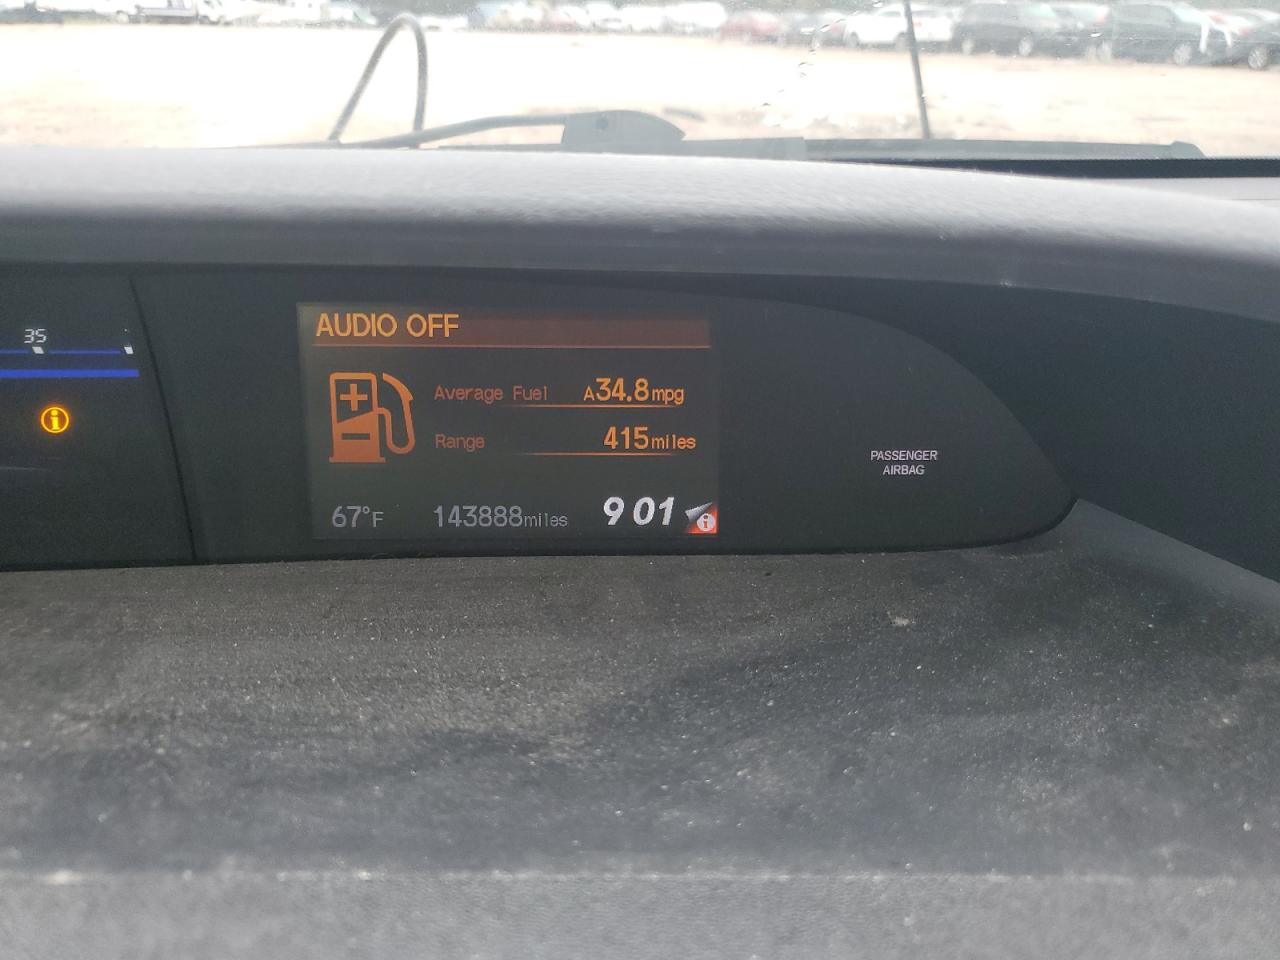 35
AUDIO OFF
Average Fuel A34.8mpg
Range 415miles
67°F 143888miles 9 01
PASSENGER
AIRBAG